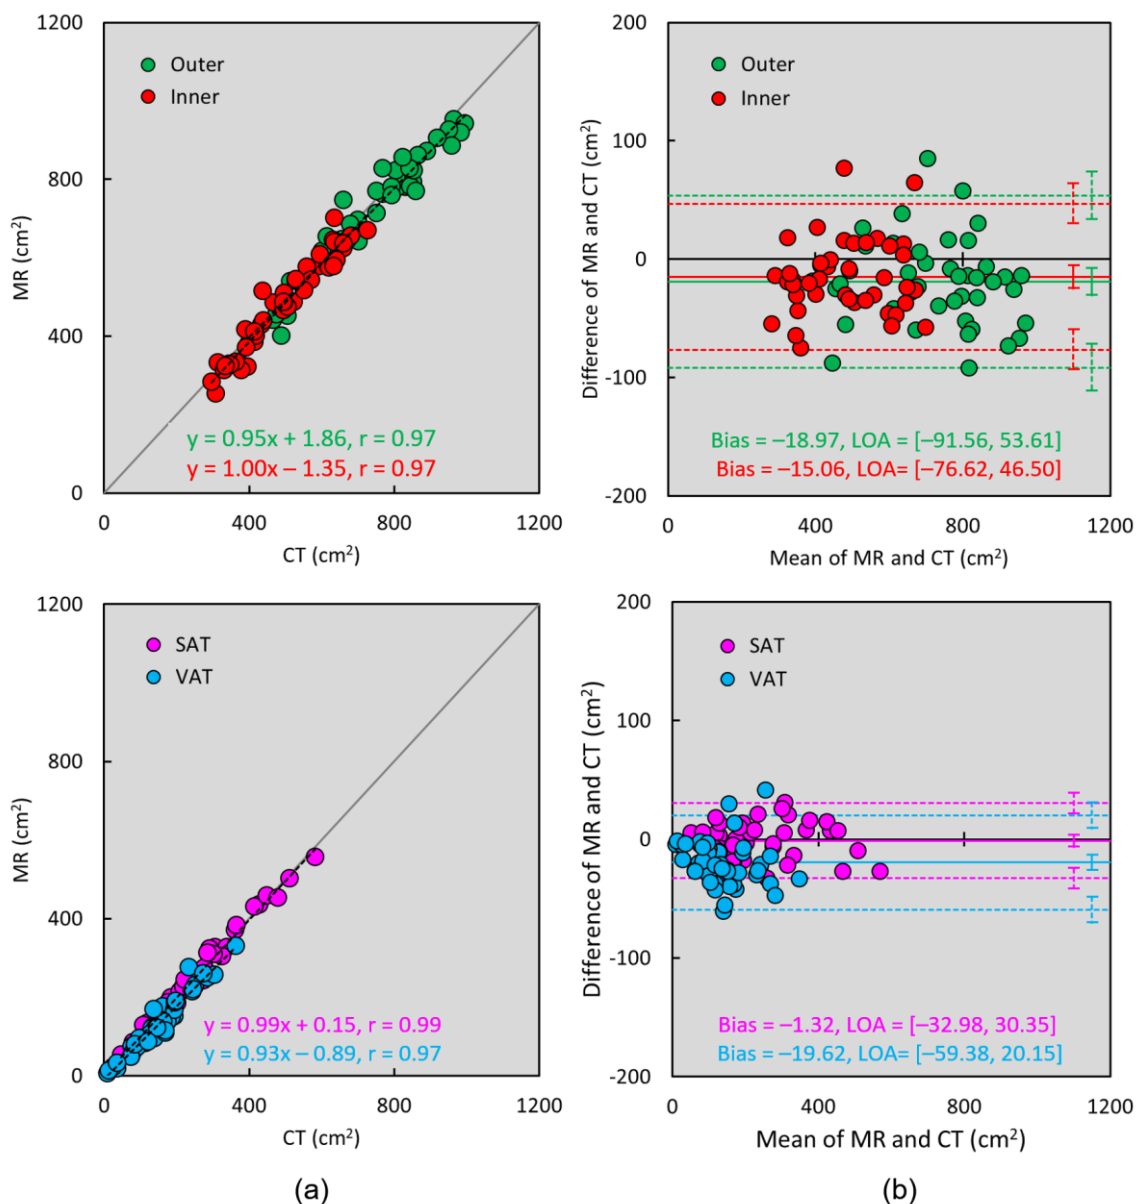 1200
800
400
0
MR (cm²)
Outer
Inner
y = 0.95x + 1.86, r = 0.97
y = 1.00x – 1.35, r = 0.97
0 400 800 1200
CT (cm²)
200
100
0
-100
-200
Difference of MR and CT (cm²)
Outer
Inner
Bias = –18.97, LOA = [–91.56, 53.61]
Bias = –15.06, LOA= [–76.62, 46.50]
0 400 800 1200
Mean of MR and CT (cm²)
1200
800
400
0
MR (cm²)
SAT
VAT
y = 0.99x + 0.15, r = 0.99
y = 0.93x – 0.89, r = 0.97
0 400 800 1200
CT (cm²)
200
100
0
-100
-200
Difference of MR and CT (cm²)
SAT
VAT
Bias = –1.32, LOA = [–32.98, 30.35]
Bias = –19.62, LOA= [–59.38, 20.15]
0 400 800 1200
Mean of MR and CT (cm²)
(a)
(b)